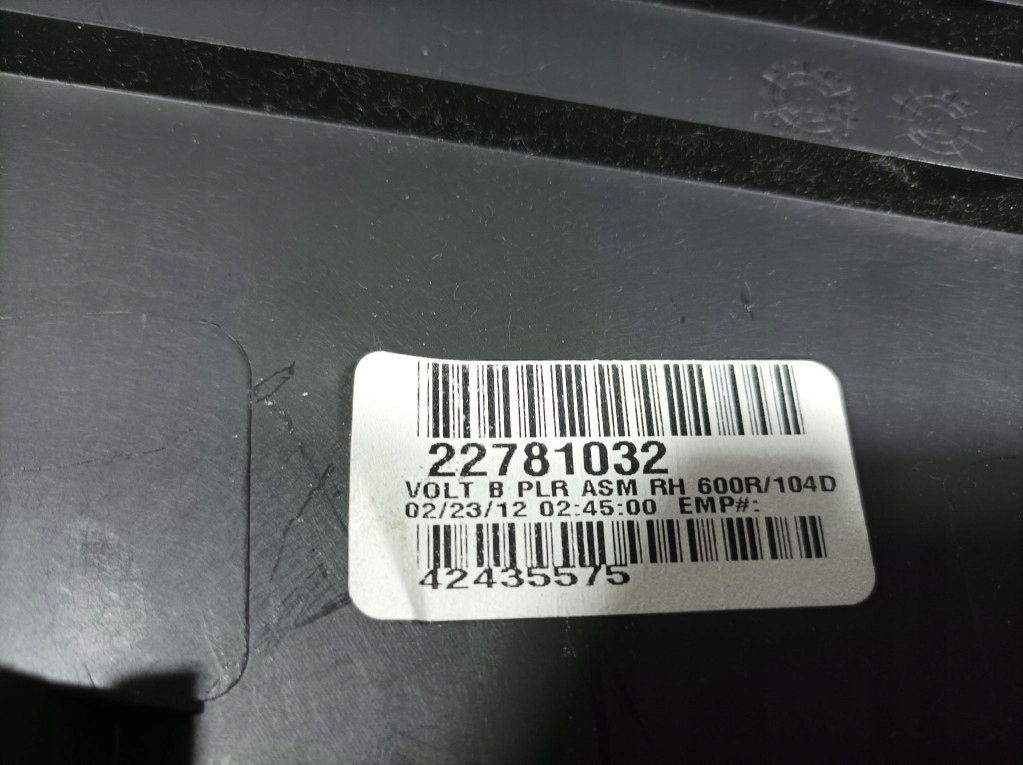 22781032
VOLT B PLR ASM RH 600R/104D
02/23/12 02:45:00 EMP#:
42435575